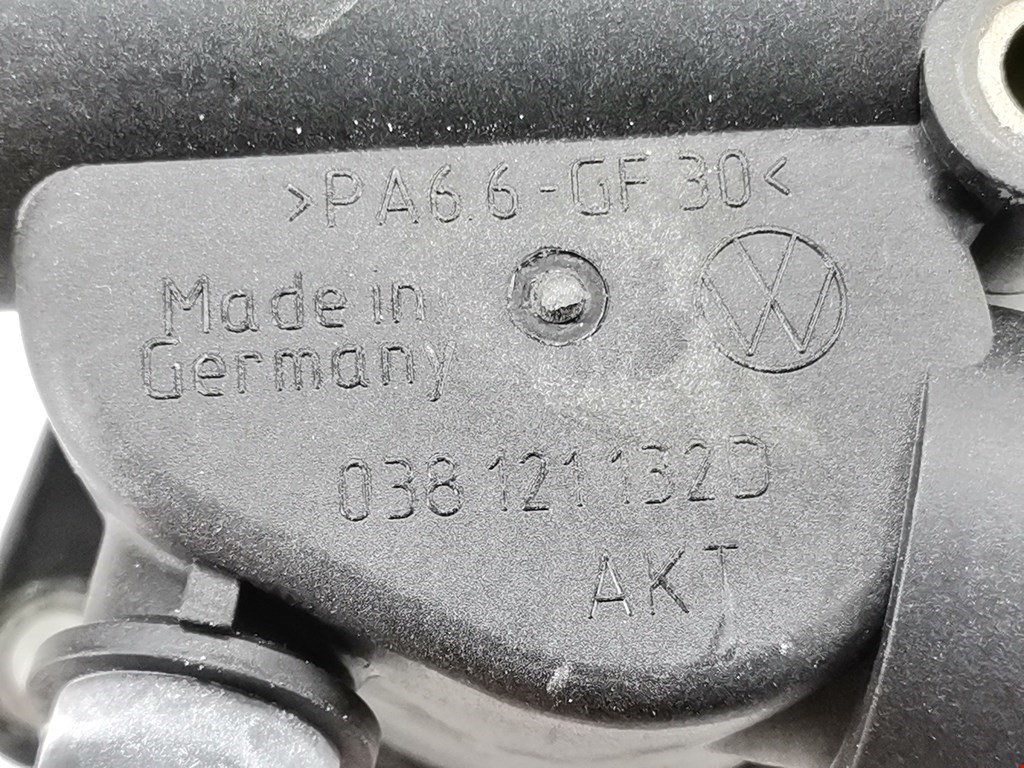 >PA6.6-GF30<
Made in
Germany
038 121 132D
AKT